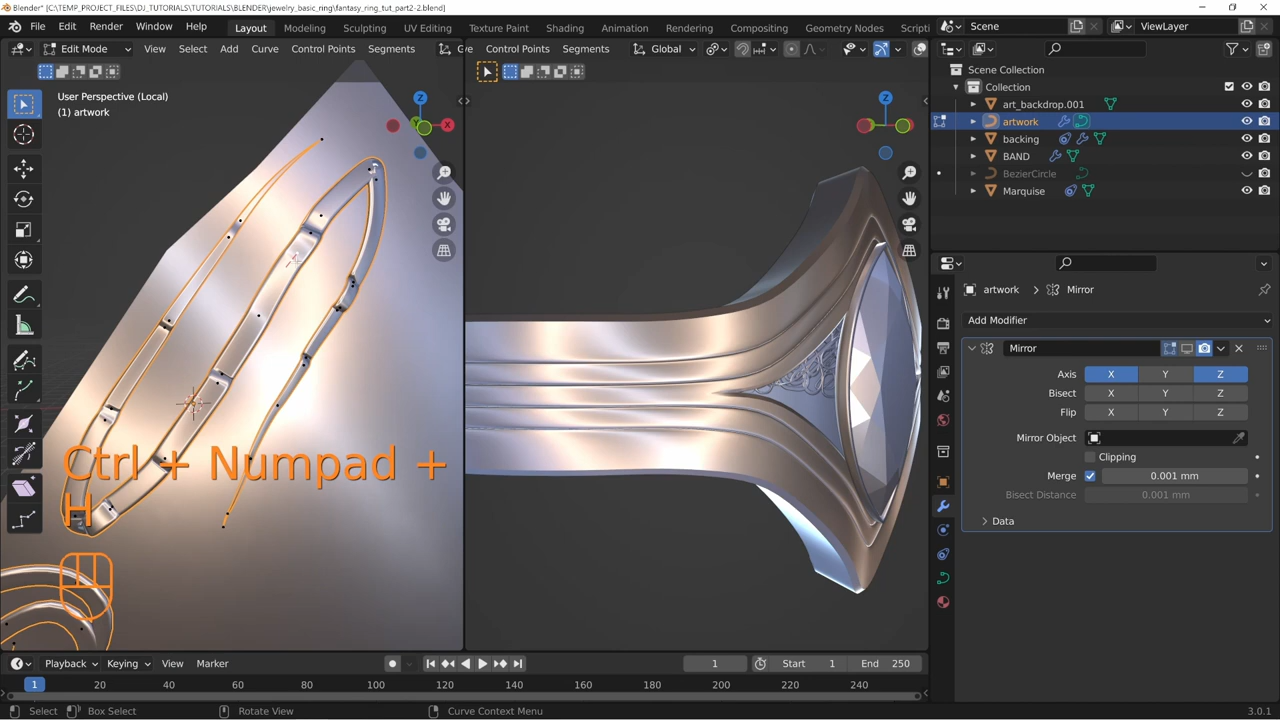 Blender* [C:\TEMP_PROJECT_FILES\DJ_TUTORIALS\TUTORIALS\BLENDER\jewelry_basic_ring\fantasy_ring_tut_part2-2.blend]
File Edit Render Window Help Layout Modeling Sculpting UV Editing Texture Paint Shading Animation Rendering Compositing Geometry Nodes Scripti Scene ViewLayer
Edit Mode View Select Add Curve Control Points Segments Gve Control Points Segments Global
User Perspective (Local)
(1) artwork
Z
X
Y
Z
Scene Collection
Collection
art_backdrop.001
artwork
backing
BAND
BezierCircle
Marquise
artwork > Mirror
Add Modifier
Mirror
Axis X Y Z
Bisect X Y Z
Flip X Y Z
Mirror Object
Clipping
Merge 0.001 mm
Bisect Distance 0.001 mm
Data
Ctrl + Numpad +
H
Playback Keying View Marker 1 Start 1 End 250
1 20 40 60 80 100 120 140 160 180 200 220 240
Select Box Select Rotate View Curve Context Menu 3.0.1